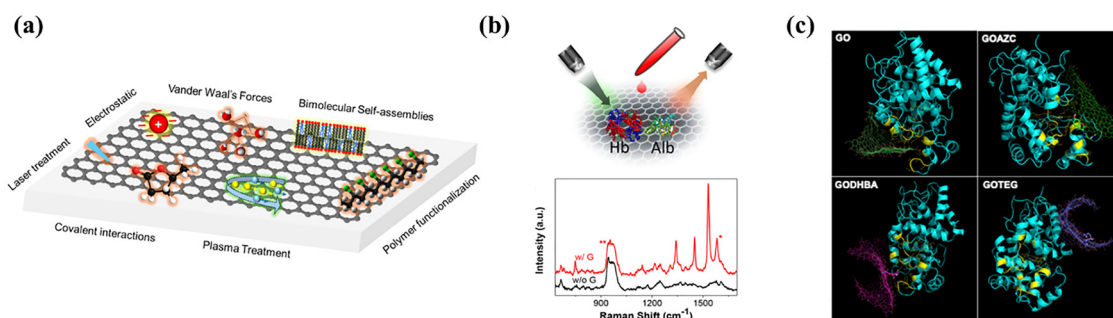 (a)
Vander Waal's Forces
Electrostatic
Bimolecular Self-assemblies
Laser treatment
Covalent interactions
Plasma Treatment
Polymer functionalization
(b)
Hb
Alb
Intensity (a.u.)
**
*
w/ G
w/o G
900
1200
1500
Raman Shift (cm⁻¹)
(c)
GO
GOAZC
GODHBA
GOTEG